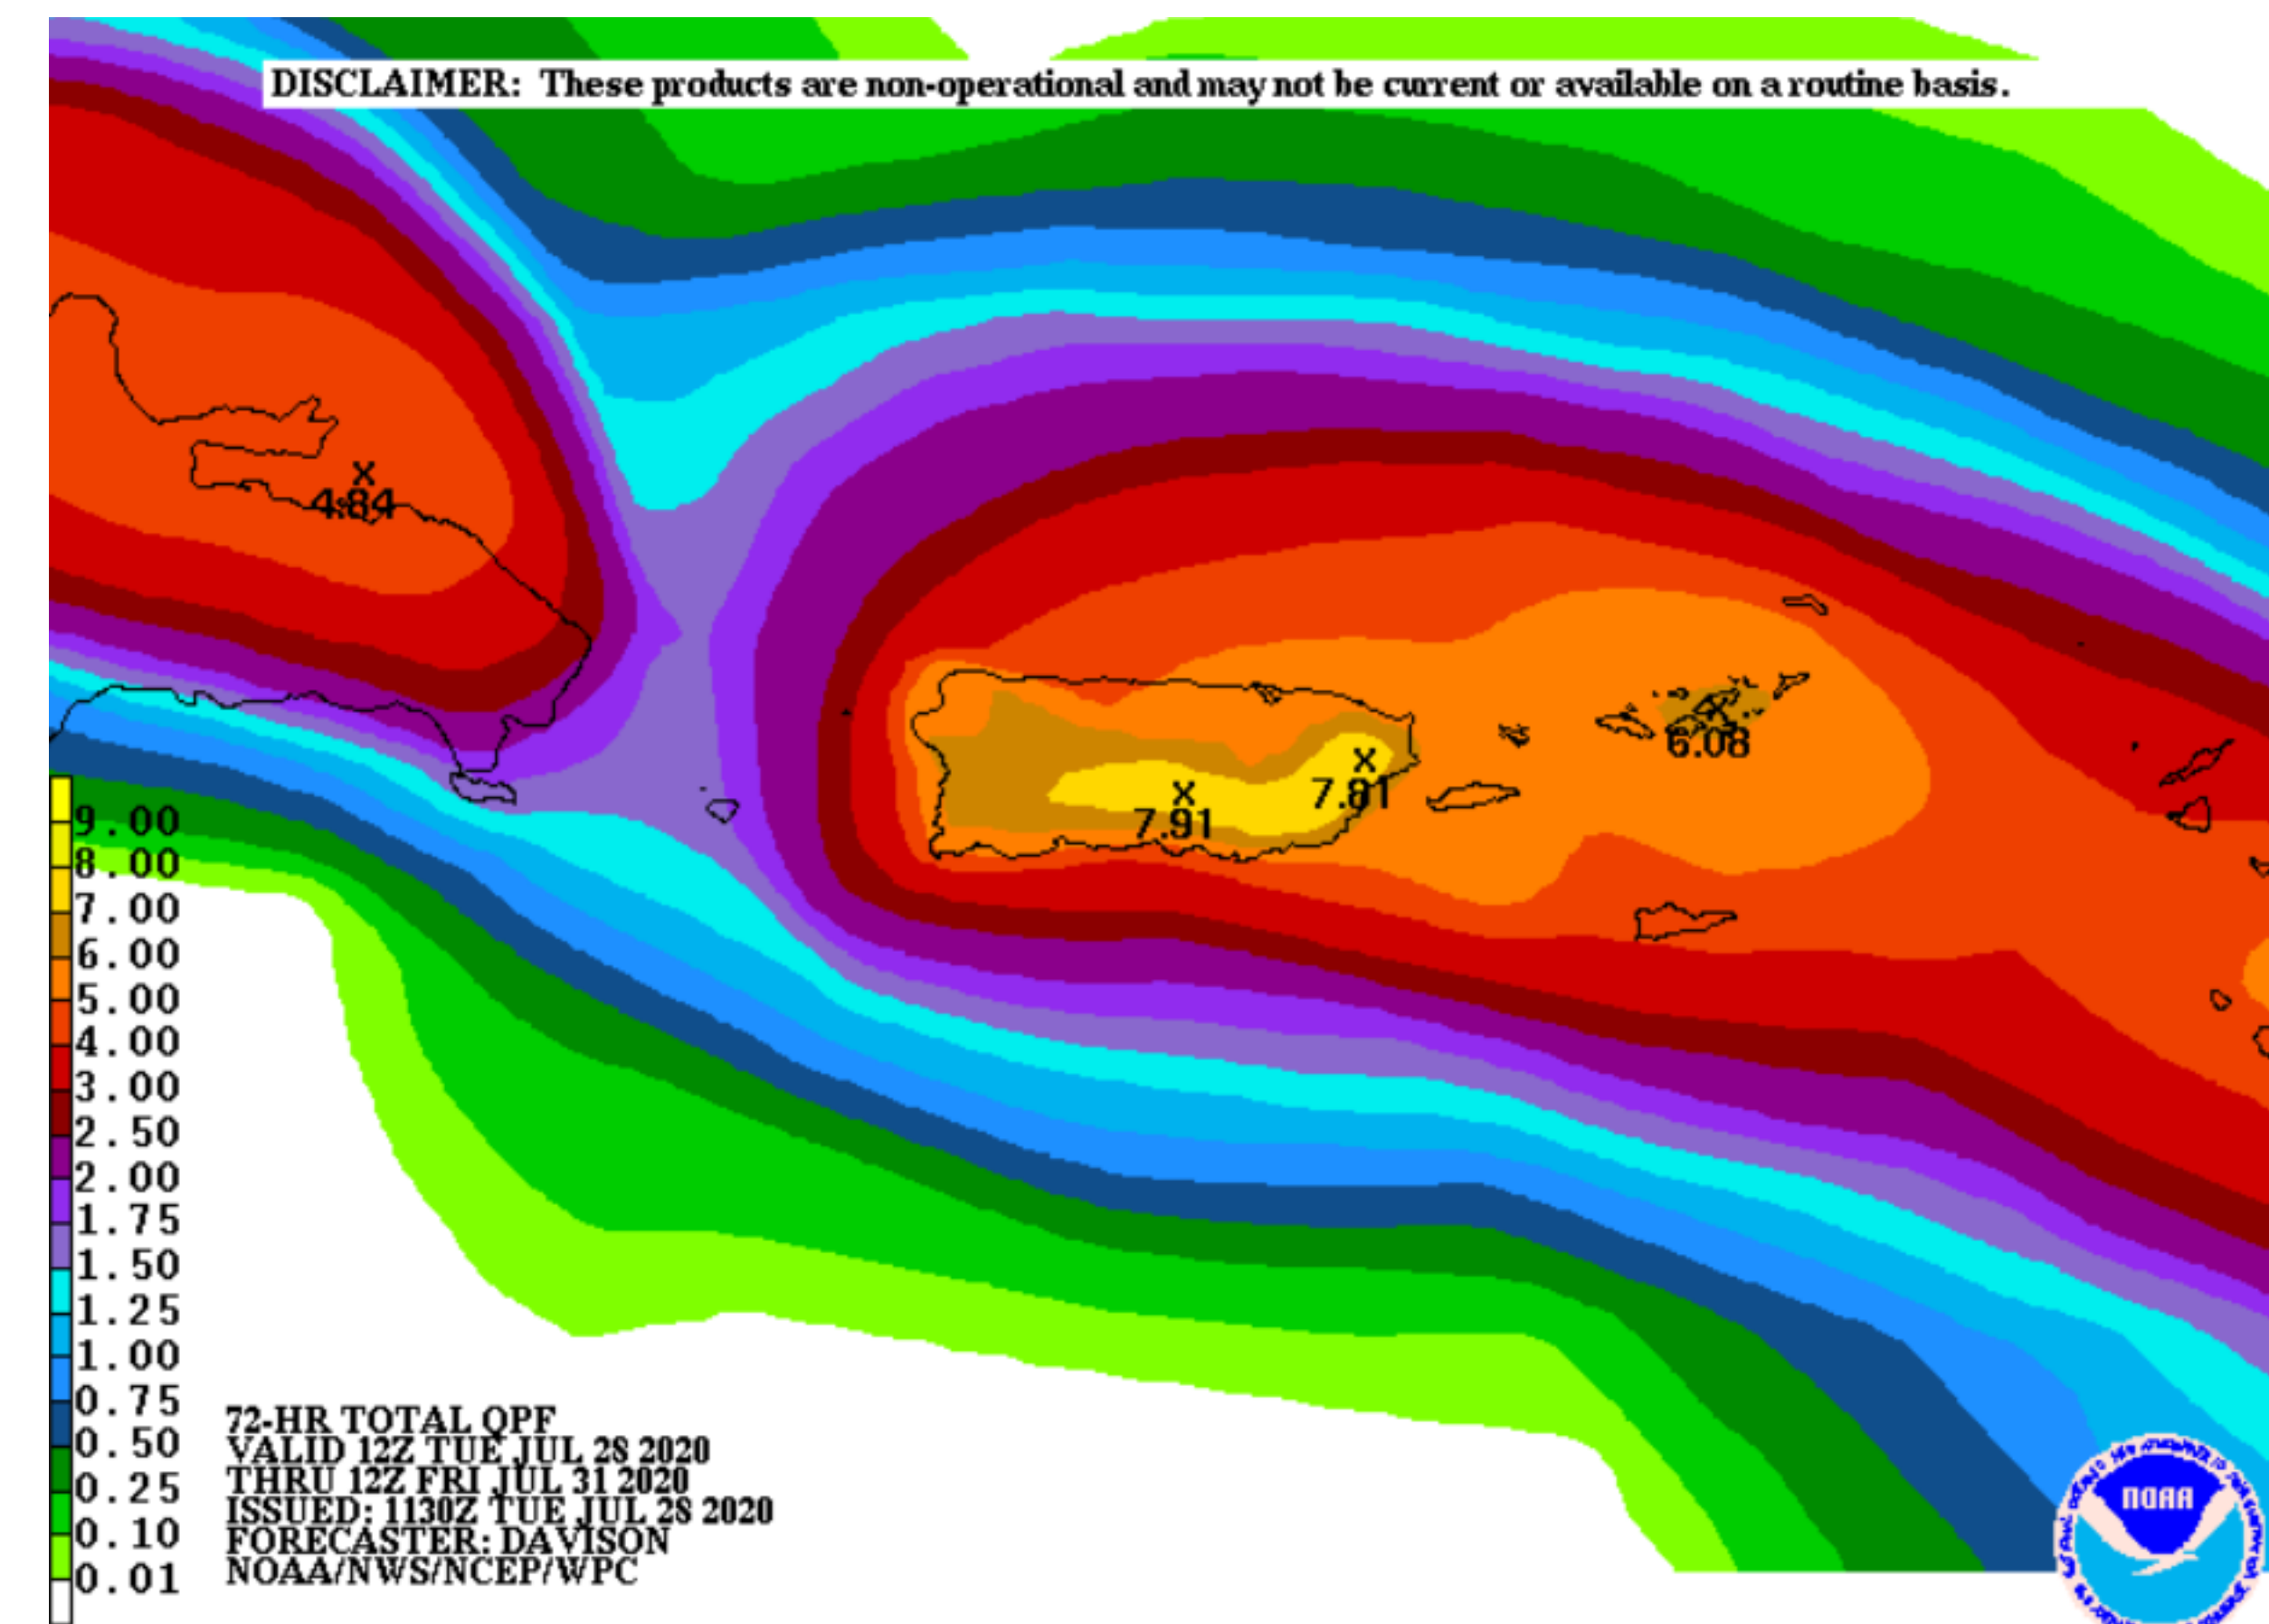 DISCLAIMER: These products are non-operational and may not be current or available on a routine basis.
4.84
6.08
7.81
7.91
9.00
8.00
7.00
6.00
5.00
4.00
3.00
2.50
2.00
1.75
1.50
1.25
1.00
0.75
0.50
0.25
0.10
0.01
72-HR TOTAL QPF
VALID 12Z TUE JUL 28 2020
THRU 12Z FRI JUL 31 2020
ISSUED: 1130Z TUE JUL 28 2020
FORECASTER: DAVISON
NOAA/NWS/NCEP/WPC
NOAA